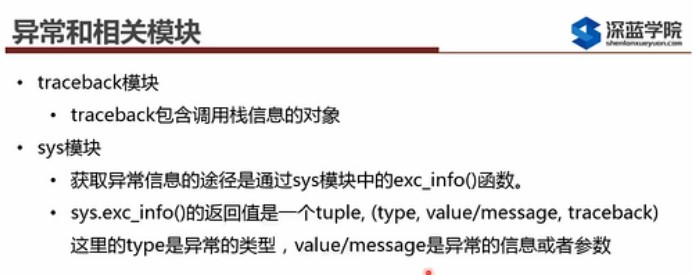 异常和相关模块
深蓝学院
shenlanxueyuan.com
• traceback模块
• traceback包含调用栈信息的对象
• sys模块
• 获取异常信息的途径是通过sys模块中的exc_info()函数。
• sys.exc_info()的返回值是一个tuple, (type, value/message, traceback)
这里的type是异常的类型，value/message是异常的信息或者参数